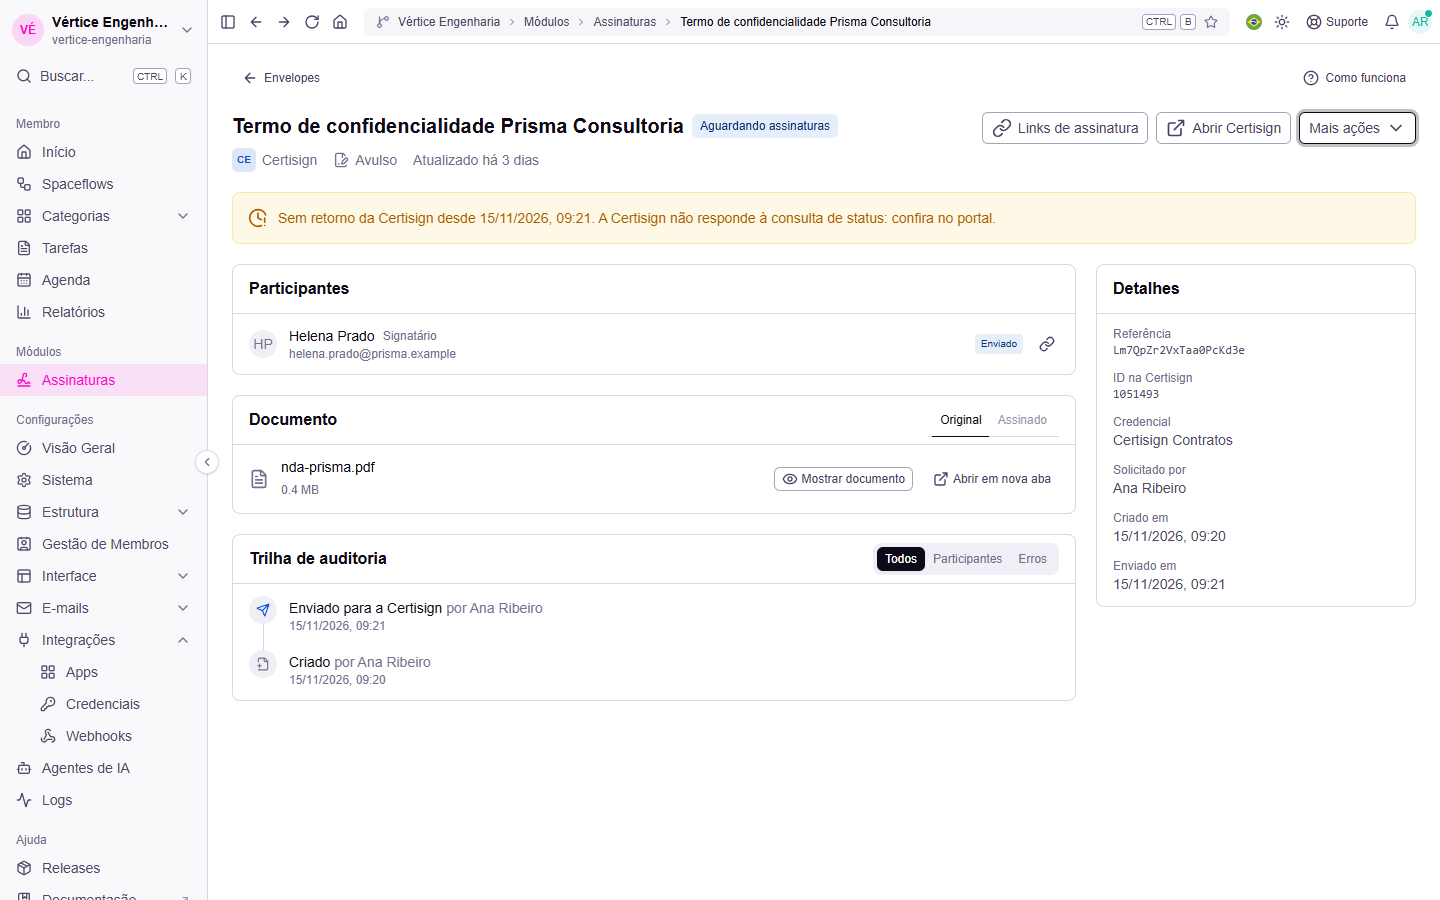 VÉ
Vértice Engenh...
vertice-engenharia
Buscar...
CTRL K
Membro
Início
Spaceflows
Categorias
Tarefas
Agenda
Relatórios
Módulos
Assinaturas
Configurações
Visão Geral
Sistema
Estrutura
Gestão de Membros
Interface
E-mails
Integrações
Apps
Credenciais
Webhooks
Agentes de IA
Logs
Ajuda
Releases
Documentação
Vértice Engenharia
Módulos
Assinaturas
Termo de confidencialidade Prisma Consultoria
CTRL B
Suporte
AR
Envelopes
Como funciona
Termo de confidencialidade Prisma Consultoria
Aguardando assinaturas
Links de assinatura
Abrir Certisign
Mais ações
CE Certisign
Avulso
Atualizado há 3 dias
Sem retorno da Certisign desde 15/11/2026, 09:21. A Certisign não responde à consulta de status: confira no portal.
Participantes
HP
Helena Prado Signatário
helena.prado@prisma.example
Enviado
Documento
Original
Assinado
nda-prisma.pdf
0.4 MB
Mostrar documento
Abrir em nova aba
Trilha de auditoria
Todos
Participantes
Erros
Enviado para a Certisign por Ana Ribeiro
15/11/2026, 09:21
Criado por Ana Ribeiro
15/11/2026, 09:20
Detalhes
Referência
Lm7QpZr2VxTaa0PcKd3e
ID na Certisign
1051493
Credencial
Certisign Contratos
Solicitado por
Ana Ribeiro
Criado em
15/11/2026, 09:20
Enviado em
15/11/2026, 09:21